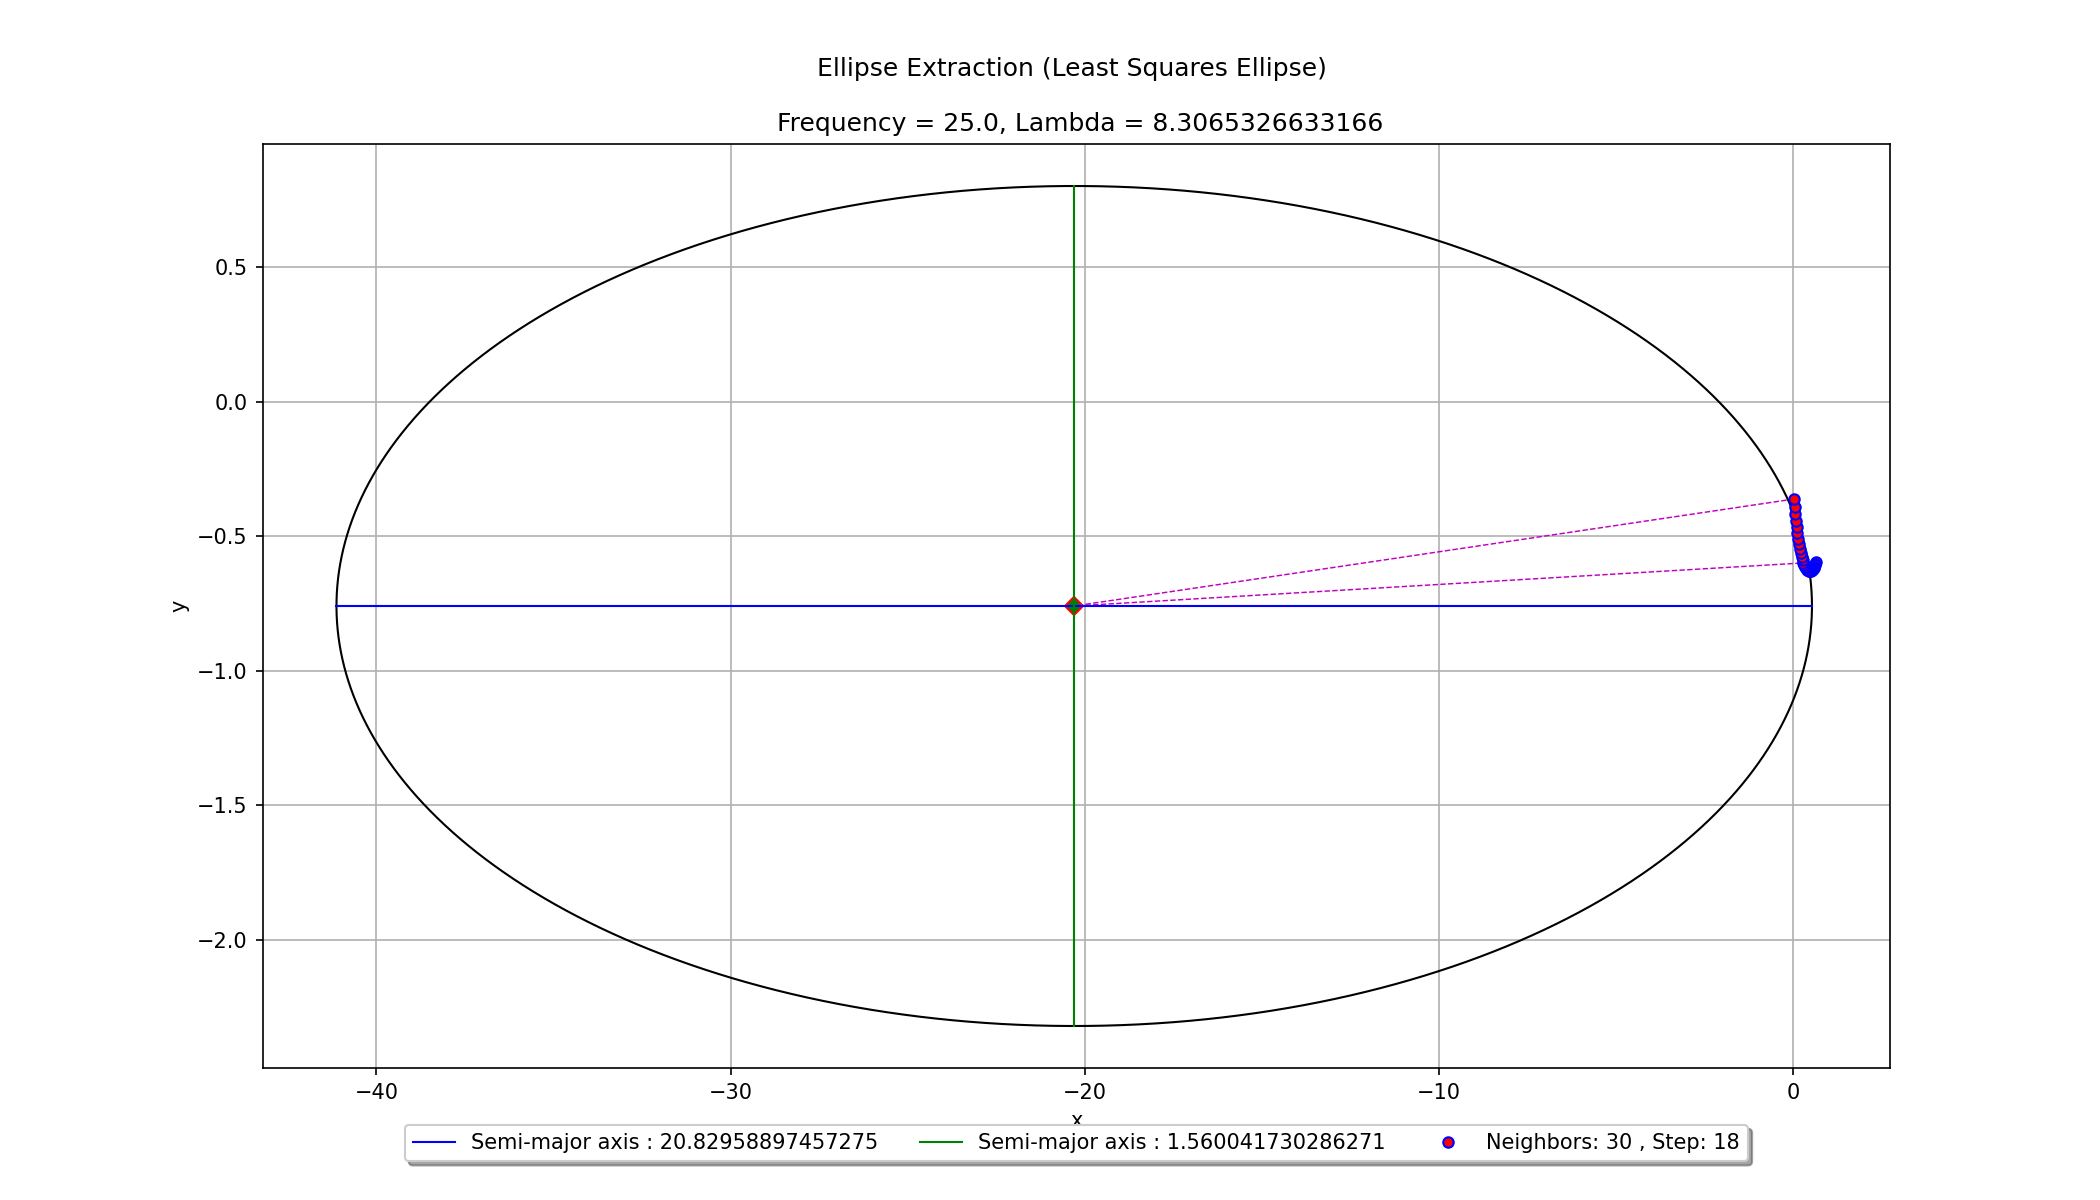 Ellipse Extraction (Least Squares Ellipse)
Frequency = 25.0, Lambda = 8.3065326633166
0.5
0.0
−0.5
−1.0
−1.5
−2.0
y
−40
−30
−20
−10
0
x
Semi-major axis : 20.82958897457275
Semi-major axis : 1.560041730286271
Neighbors: 30 , Step: 18